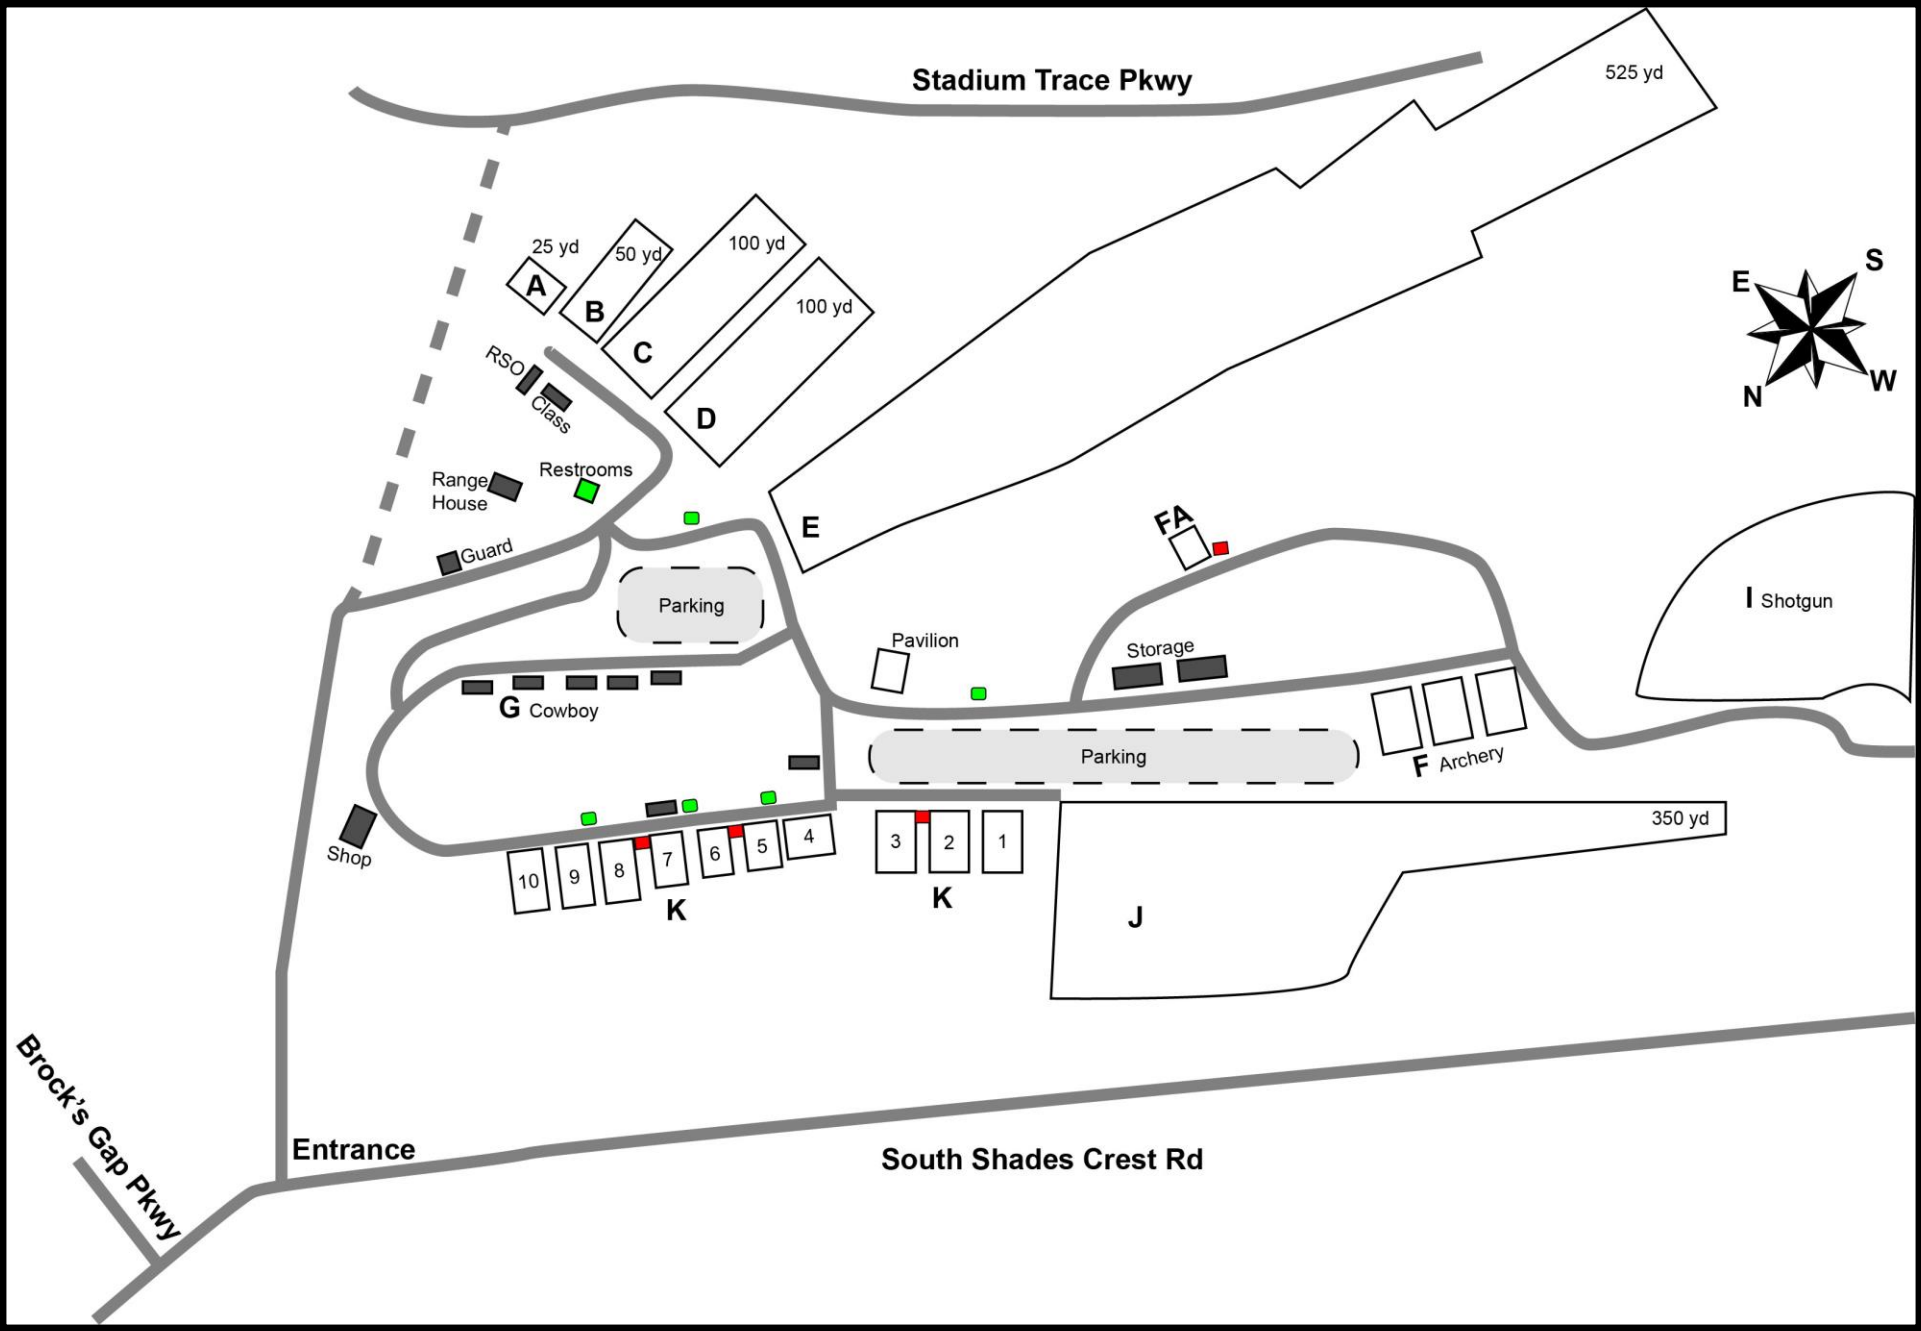 Stadium Trace Pkwy
525 yd
25 yd
50 yd
100 yd
100 yd
A
B
C
D
E
S
E
N
W
RSO
Class
Range
House
Restrooms
Guard
E
FA
Parking
I Shotgun
Pavilion
Storage
G Cowboy
Parking
F Archery
Shop
10
9
8
7
6
5
4
3
2
1
K
K
350 yd
J
Brock's Gap Pkwy
Entrance
South Shades Crest Rd